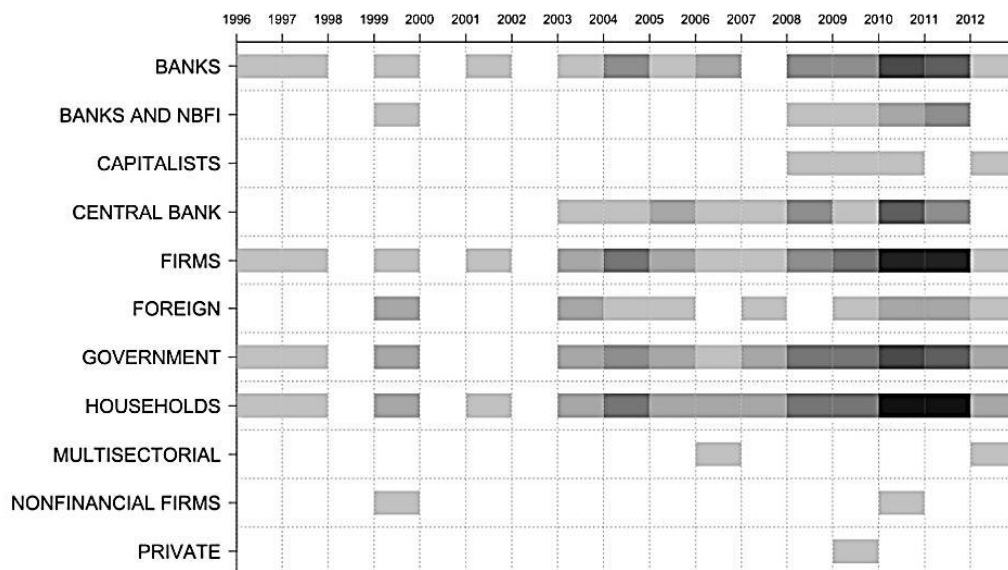 1996 1997 1998 1999 2000 2001 2002 2003 2004 2005 2006 2007 2008 2009 2010 2011 2012
BANKS
BANKS AND NBFI
CAPITALISTS
CENTRAL BANK
FIRMS
FOREIGN
GOVERNMENT
HOUSEHOLDS
MULTISECTORIAL
NONFINANCIAL FIRMS
PRIVATE